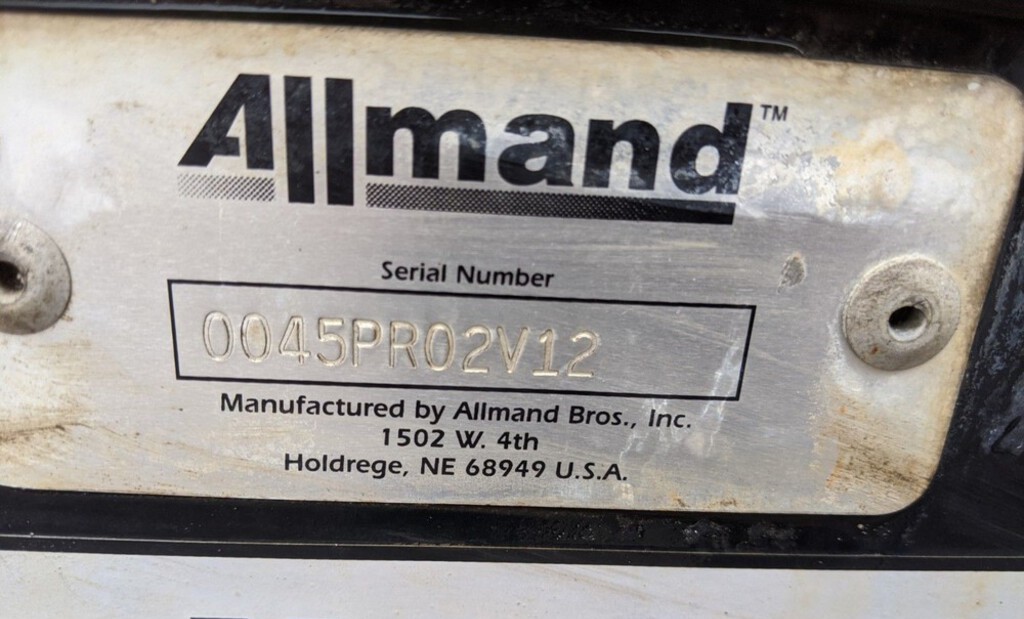 Allmand™
Serial Number
0045PR02V12
Manufactured by Allmand Bros., Inc.
1502 W. 4th
Holdrege, NE 68949 U.S.A.